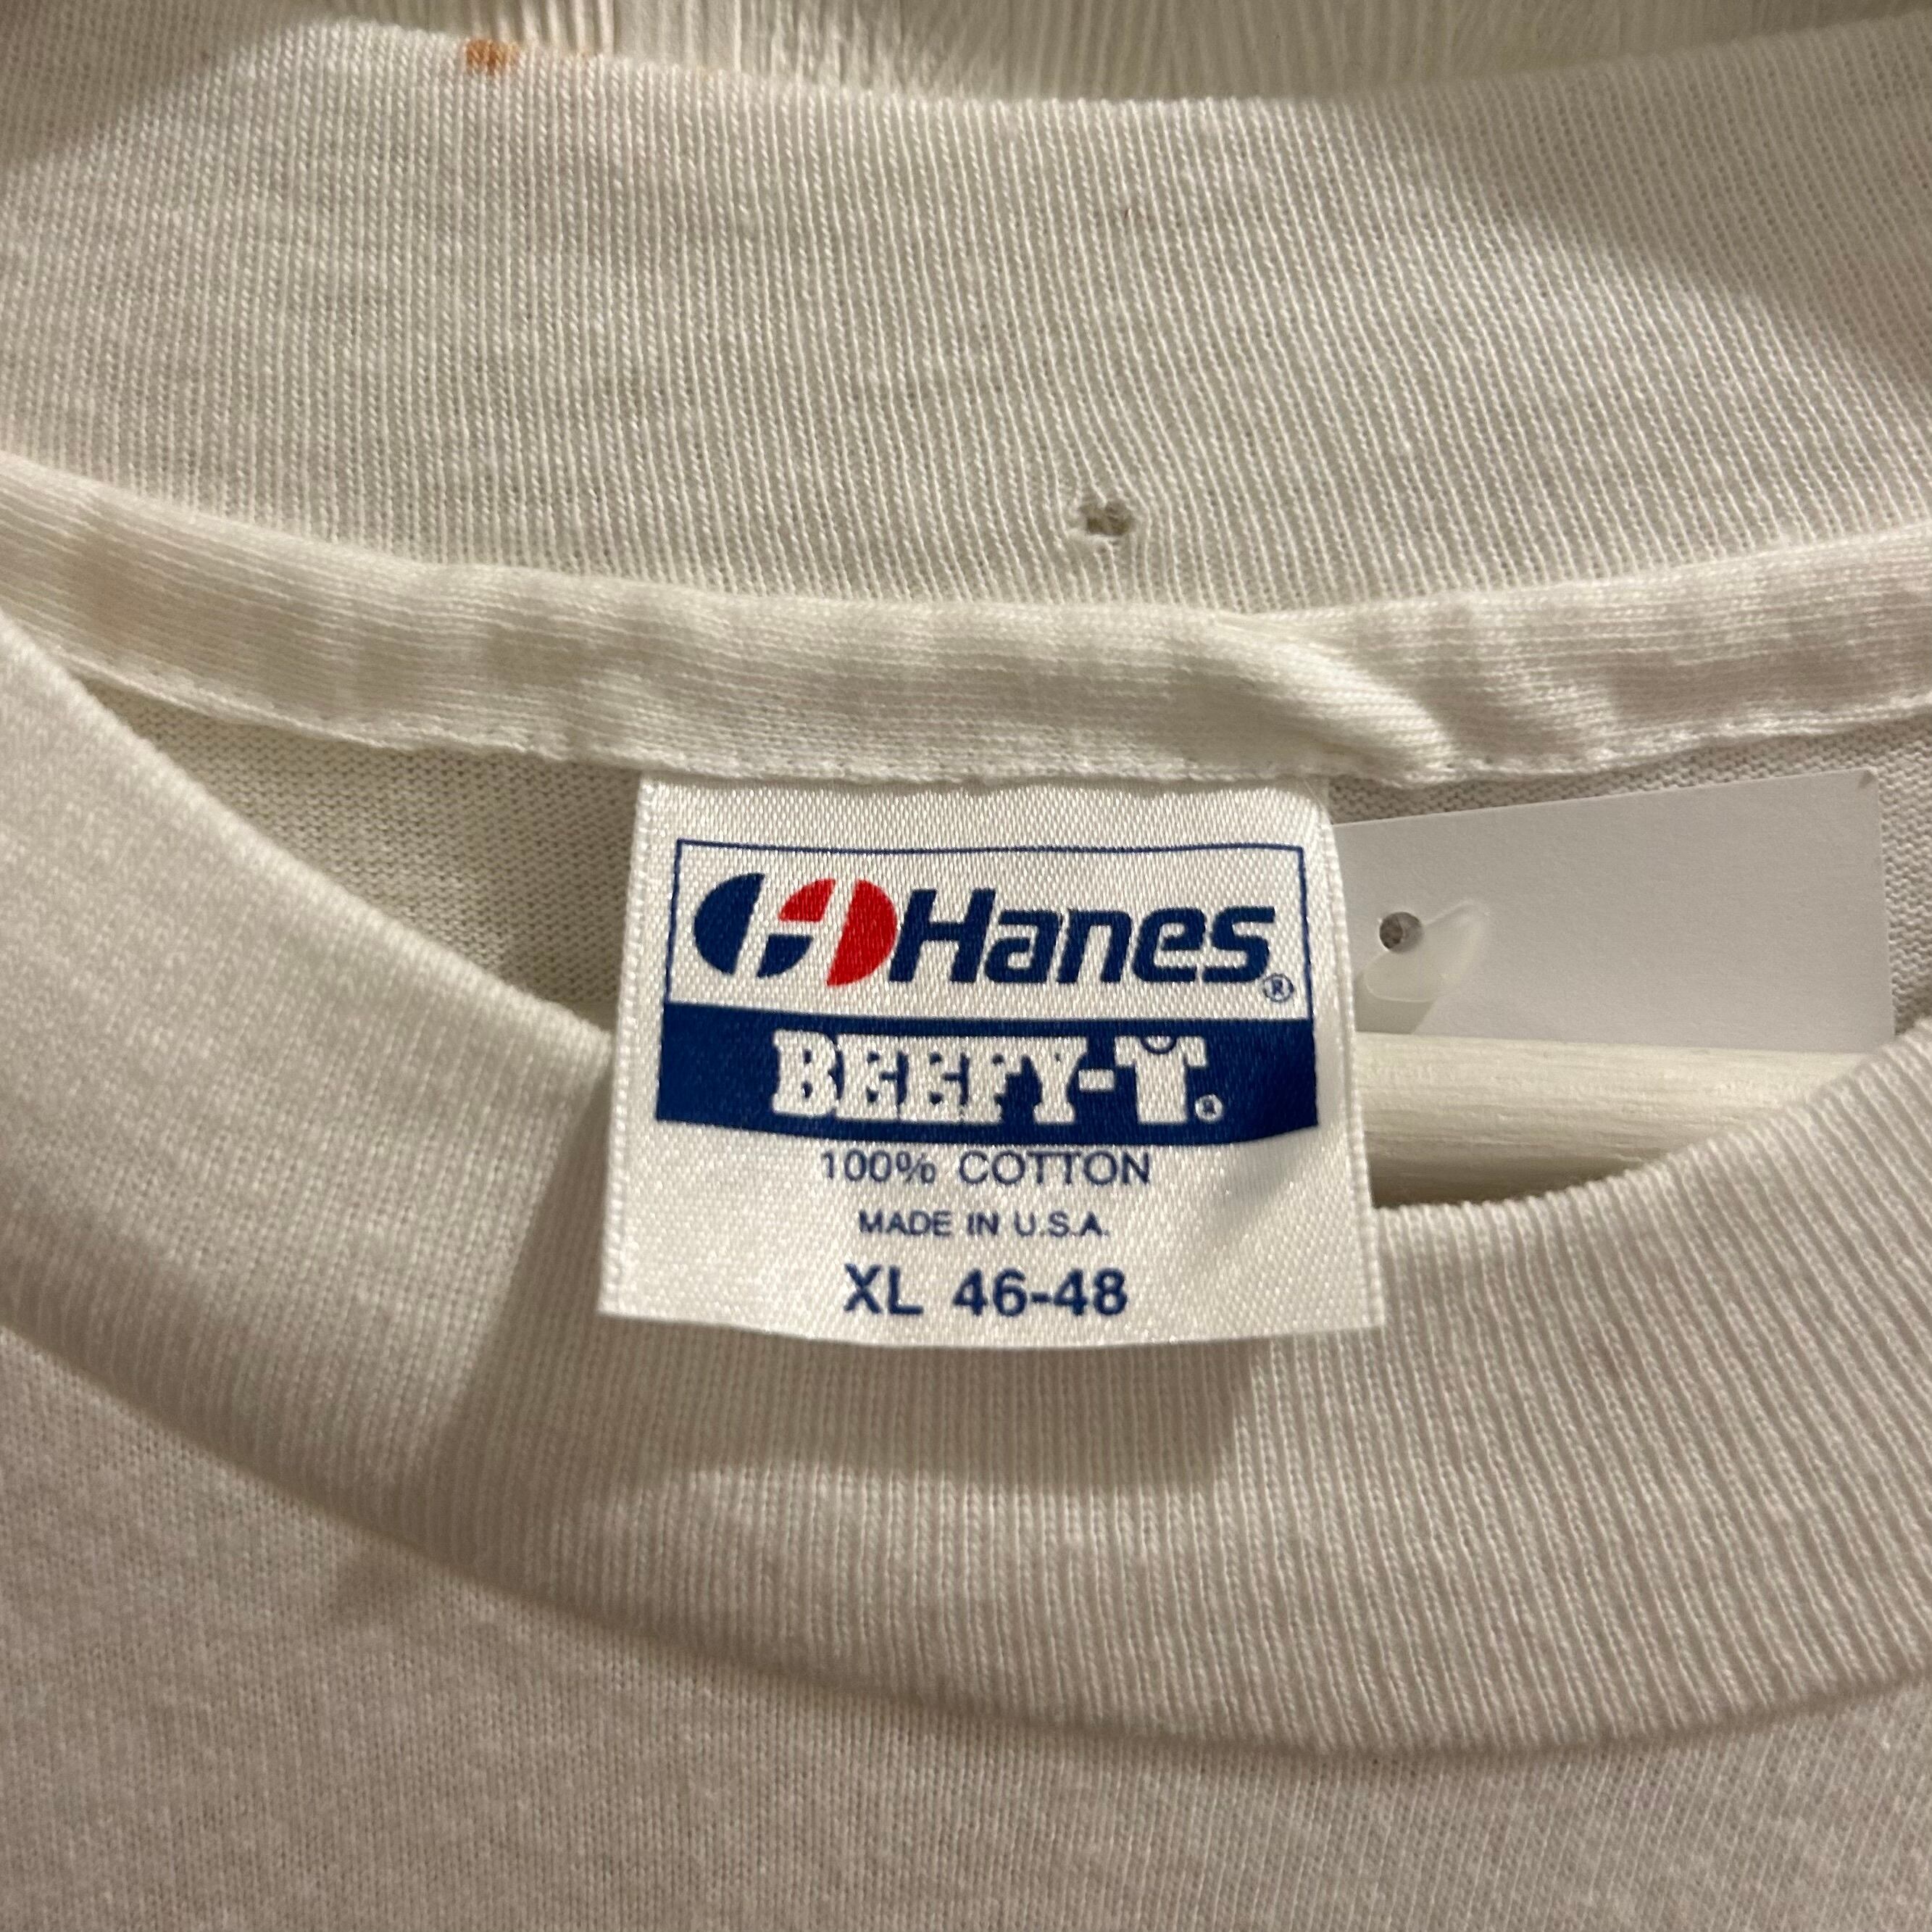 Hanes®
BEEFY-T®
100% COTTON
MADE IN U.S.A.
XL 46-48